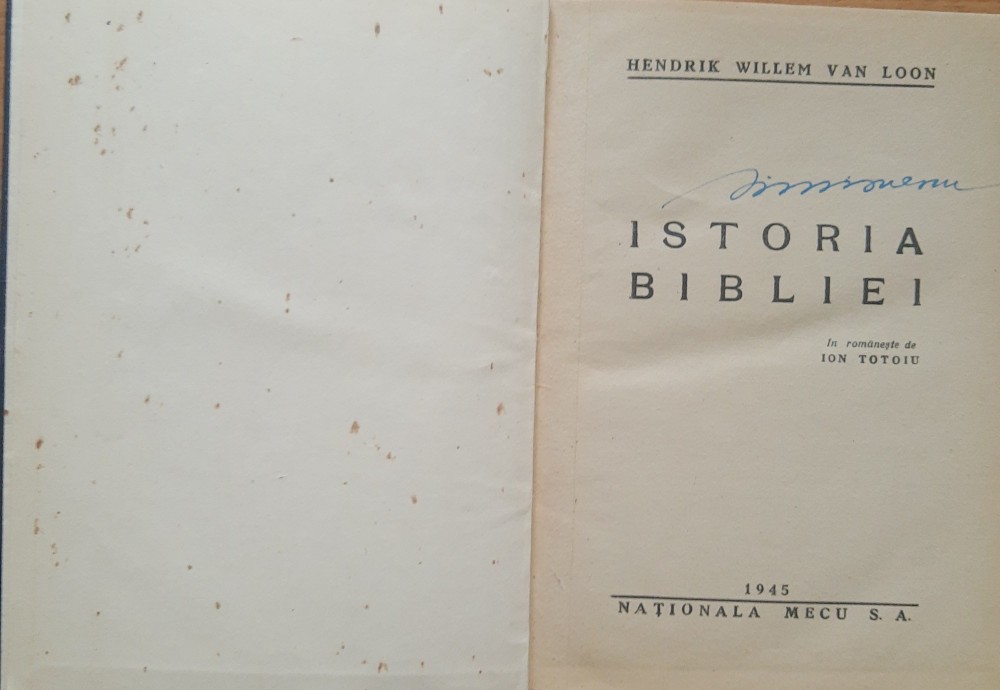 HENDRIK WILLEM VAN LOON
ISTORIA
BIBLIEI
In românește de
ION TOTOIU
1945
NAȚIONALA MECU S. A.